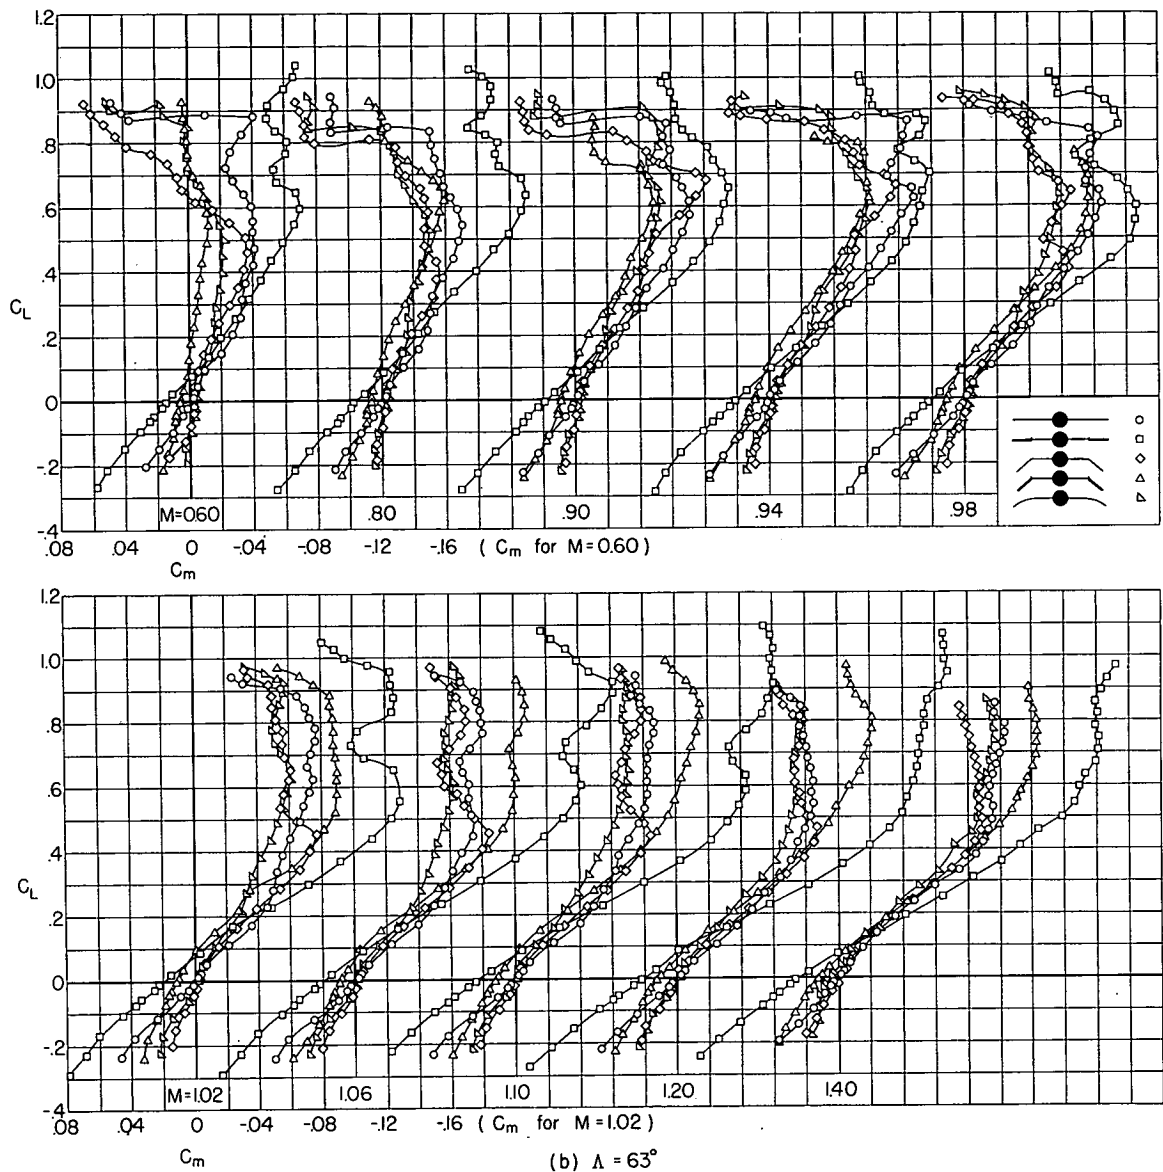 1.2
1.0
.8
.6
.4
C_L
.2
0
-.2
-.4
M=0.60 .80 .90 .94 .98
.08 .04 0 -.04 -.08 -.12 -.16 ( C_m for M=0.60)
C_m
1.2
1.0
.8
.6
.4
C_L
.2
0
-.2
-.4
M=1.02 1.06 1.10 1.20 1.40
.08 .04 0 -.04 -.08 -.12 -.16 ( C_m for M=1.02)
C_m
(b) Λ = 63°